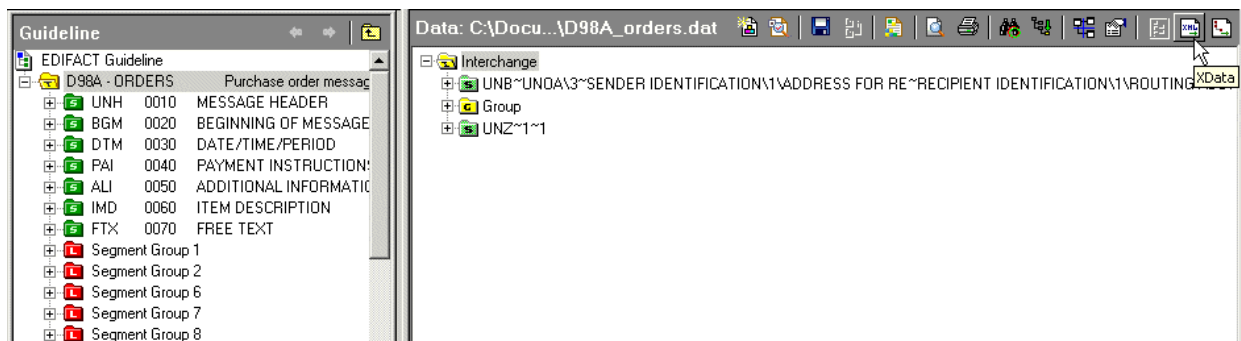 Guideline
EDIFACT Guideline
D98A - ORDERS Purchase order messag
UNH 0010 MESSAGE HEADER
BGM 0020 BEGINNING OF MESSAGE
DTM 0030 DATE/TIME/PERIOD
PAI 0040 PAYMENT INSTRUCTIONS
ALI 0050 ADDITIONAL INFORMATIO
IMD 0060 ITEM DESCRIPTION
FTX 0070 FREE TEXT
Segment Group 1
Segment Group 2
Segment Group 6
Segment Group 7
Segment Group 8
Data: C:\Docu...\D98A_orders.dat
Interchange
UNB~UNOA\3~SENDER IDENTIFICATION\1\ADDRESS FOR RE~RECIPIENT IDENTIFICATION\1\ROUTING
XData
Group
UNZ~1~1